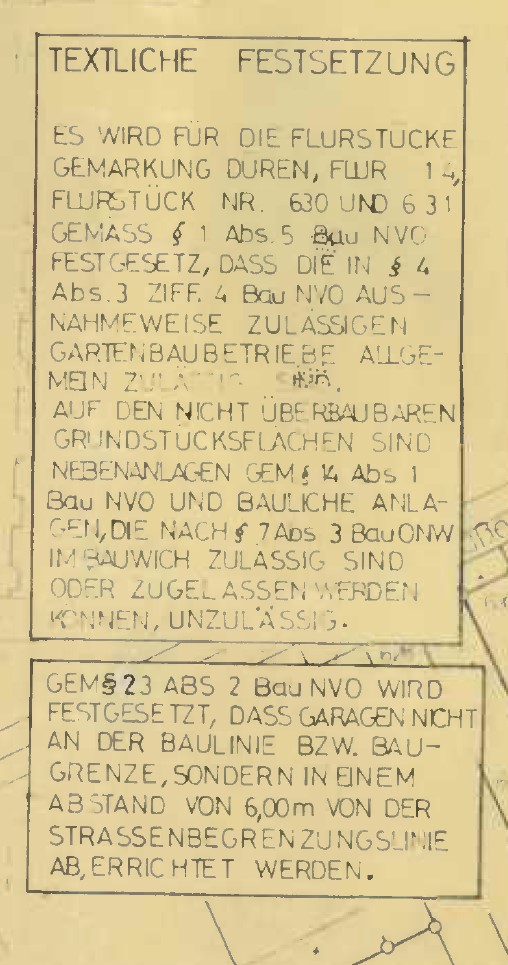 TEXTLICHE FESTSETZUNG
ES WIRD FÜR DIE FLURSTUCKE
GEMARKUNG DUREN, FLUR 14,
FLURSTÜCK NR. 630 UND 631
GEMÄSS § 1 Abs. 5 Bau NVO
FESTGESETZ, DASS DIE IN § 4
Abs. 3 ZIFF. 4 Bau NVO AUS-
NAHMEWEISE ZULÄSSIGEN
GARTENBAUBETRIEBE ALLGE-
MEIN ZULÄSSIG
AUF DEN NICHT ÜBERBAUBAREN
GRUNDSTÜCKSFLÄCHEN SIND
NEBENANLAGEN GEM § 14 Abs 1
Bau NVO UND BAULICHE ANLA-
GEN, DIE NACH § 7 Abs 3 BauONW
IM BAUWICH ZULÄSSIG SIND
ODER ZUGELASSEN WERDEN
KÖNNEN, UNZULÄSSIG.
GEM § 23 ABS 2 Bau NVO WIRD
FESTGESETZT, DASS GARAGEN NICHT
AN DER BAULINIE BZW. BAU-
GRENZE, SONDERN IN EINEM
ABSTAND VON 6,00m VON DER
STRASSENBEGRENZUNGSLINIE
AB, ERRICHTET WERDEN.